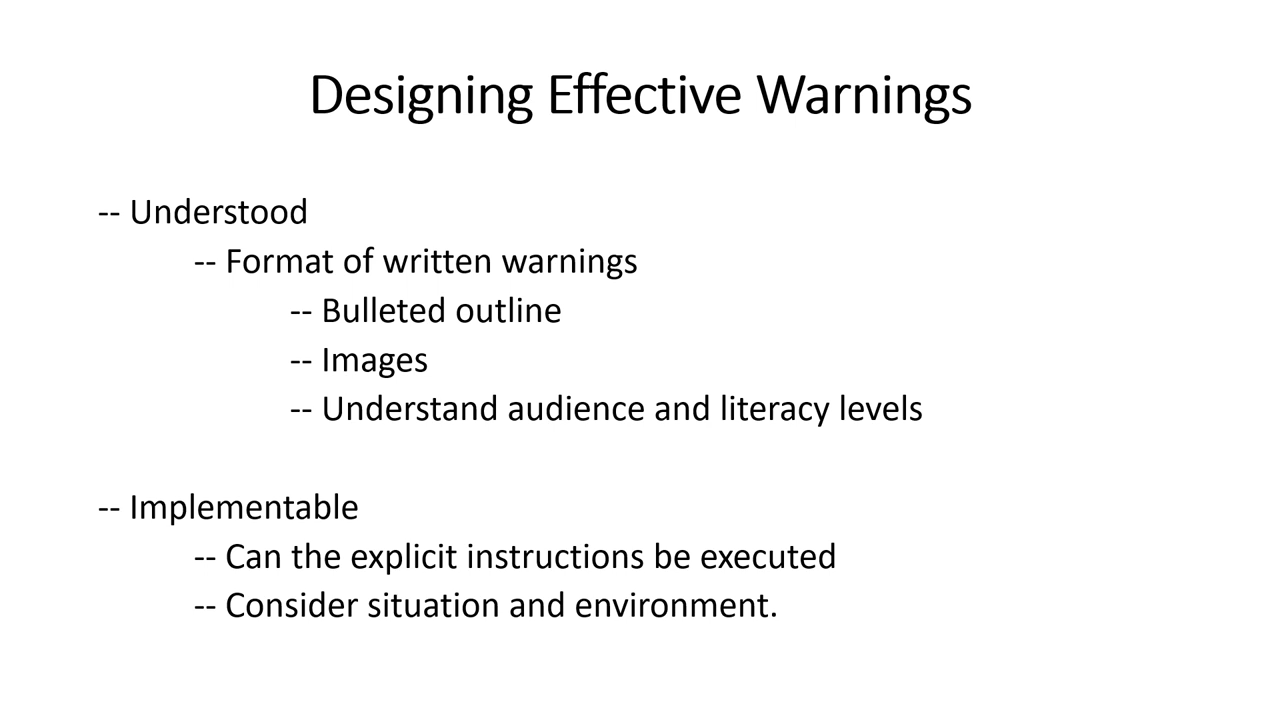 Designing Effective Warnings
-- Understood
-- Format of written warnings
-- Bulleted outline
-- Images
-- Understand audience and literacy levels
-- Implementable
-- Can the explicit instructions be executed
-- Consider situation and environment.